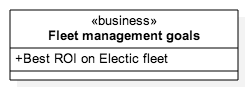 «business»
Fleet management goals
+Best ROI on Electic fleet